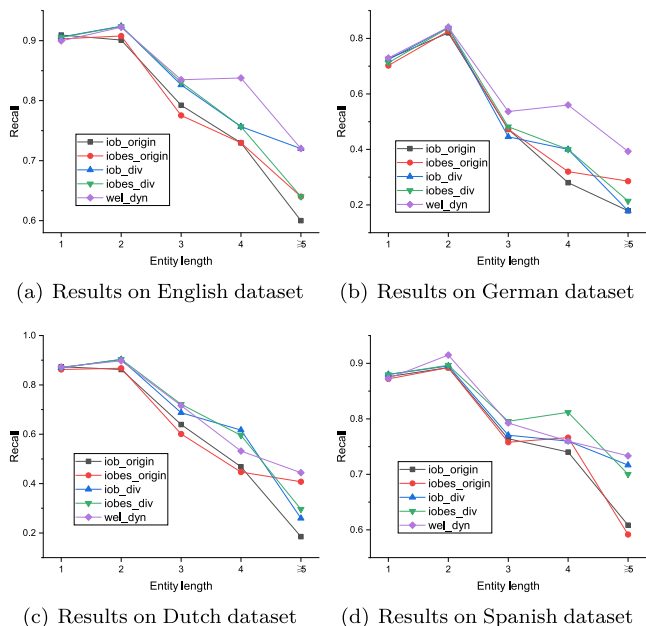 0.9
0.8
0.7
0.6
Recall
iob_origin
iobes_origin
iob_div
iobes_div
wel_dyn
1 2 3 4 ≥5
Entity length
(a) Results on English dataset
0.8
0.6
0.4
0.2
Recall
iob_origin
iobes_origin
iob_div
iobes_div
wel_dyn
1 2 3 4 ≥5
Entity length
(b) Results on German dataset
1.0
0.8
0.6
0.4
0.2
Recall
iob_origin
iobes_origin
iob_div
iobes_div
wel_dyn
1 2 3 4 ≥5
Entity length
(c) Results on Dutch dataset
0.9
0.8
0.7
0.6
Recall
iob_origin
iobes_origin
iob_div
iobes_div
wel_dyn
1 2 3 4 ≥5
Entity length
(d) Results on Spanish dataset